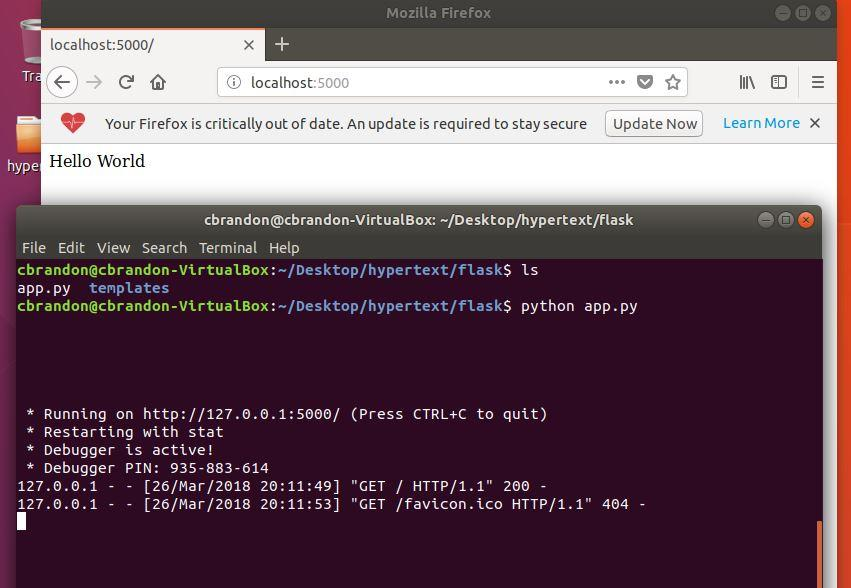 Mozilla Firefox
localhost:5000/
localhost:5000
Your Firefox is critically out of date. An update is required to stay secure Update Now Learn More
Hello World
cbrandon@cbrandon-VirtualBox: ~/Desktop/hypertext/flask
File Edit View Search Terminal Help
cbrandon@cbrandon-VirtualBox:~/Desktop/hypertext/flask$ ls
app.py templates
cbrandon@cbrandon-VirtualBox:~/Desktop/hypertext/flask$ python app.py
* Running on http://127.0.0.1:5000/ (Press CTRL+C to quit)
* Restarting with stat
* Debugger is active!
* Debugger PIN: 935-883-614
127.0.0.1 - - [26/Mar/2018 20:11:49] "GET / HTTP/1.1" 200 -
127.0.0.1 - - [26/Mar/2018 20:11:53] "GET /favicon.ico HTTP/1.1" 404 -